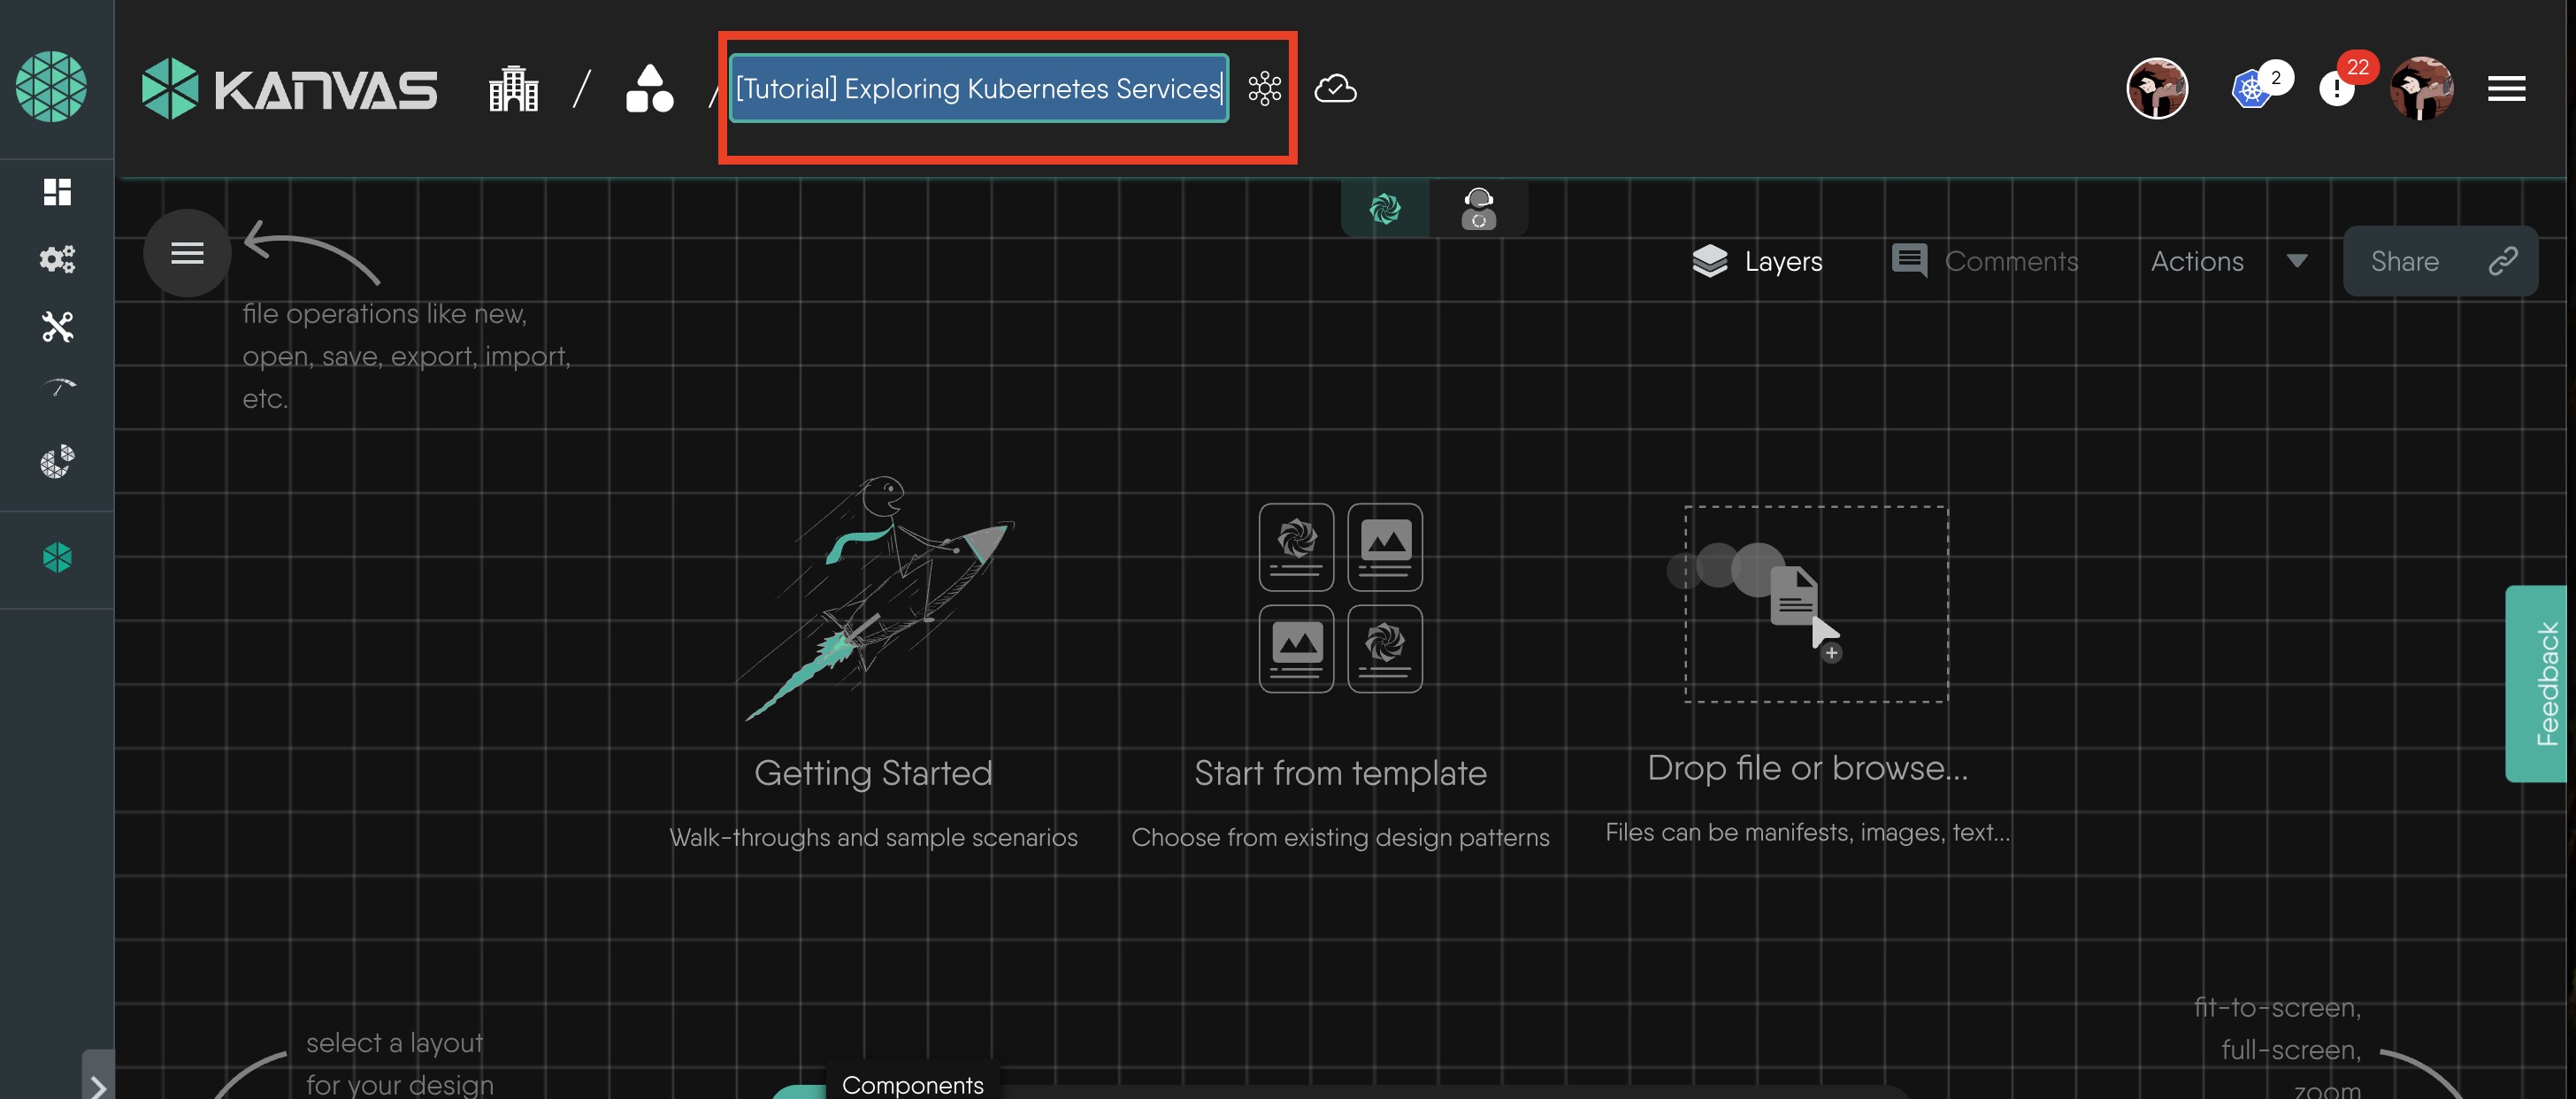 KANVAS / / [Tutorial] Exploring Kubernetes Services 2 ! 22
Layers Comments Actions Share
file operations like new,
open, save, export, import,
etc.
Getting Started
Walk-throughs and sample scenarios
Start from template
Choose from existing design patterns
Drop file or browse...
Files can be manifests, images, text...
Feedback
select a layout
for your design
Components
fit-to-screen,
full-screen,
zoom